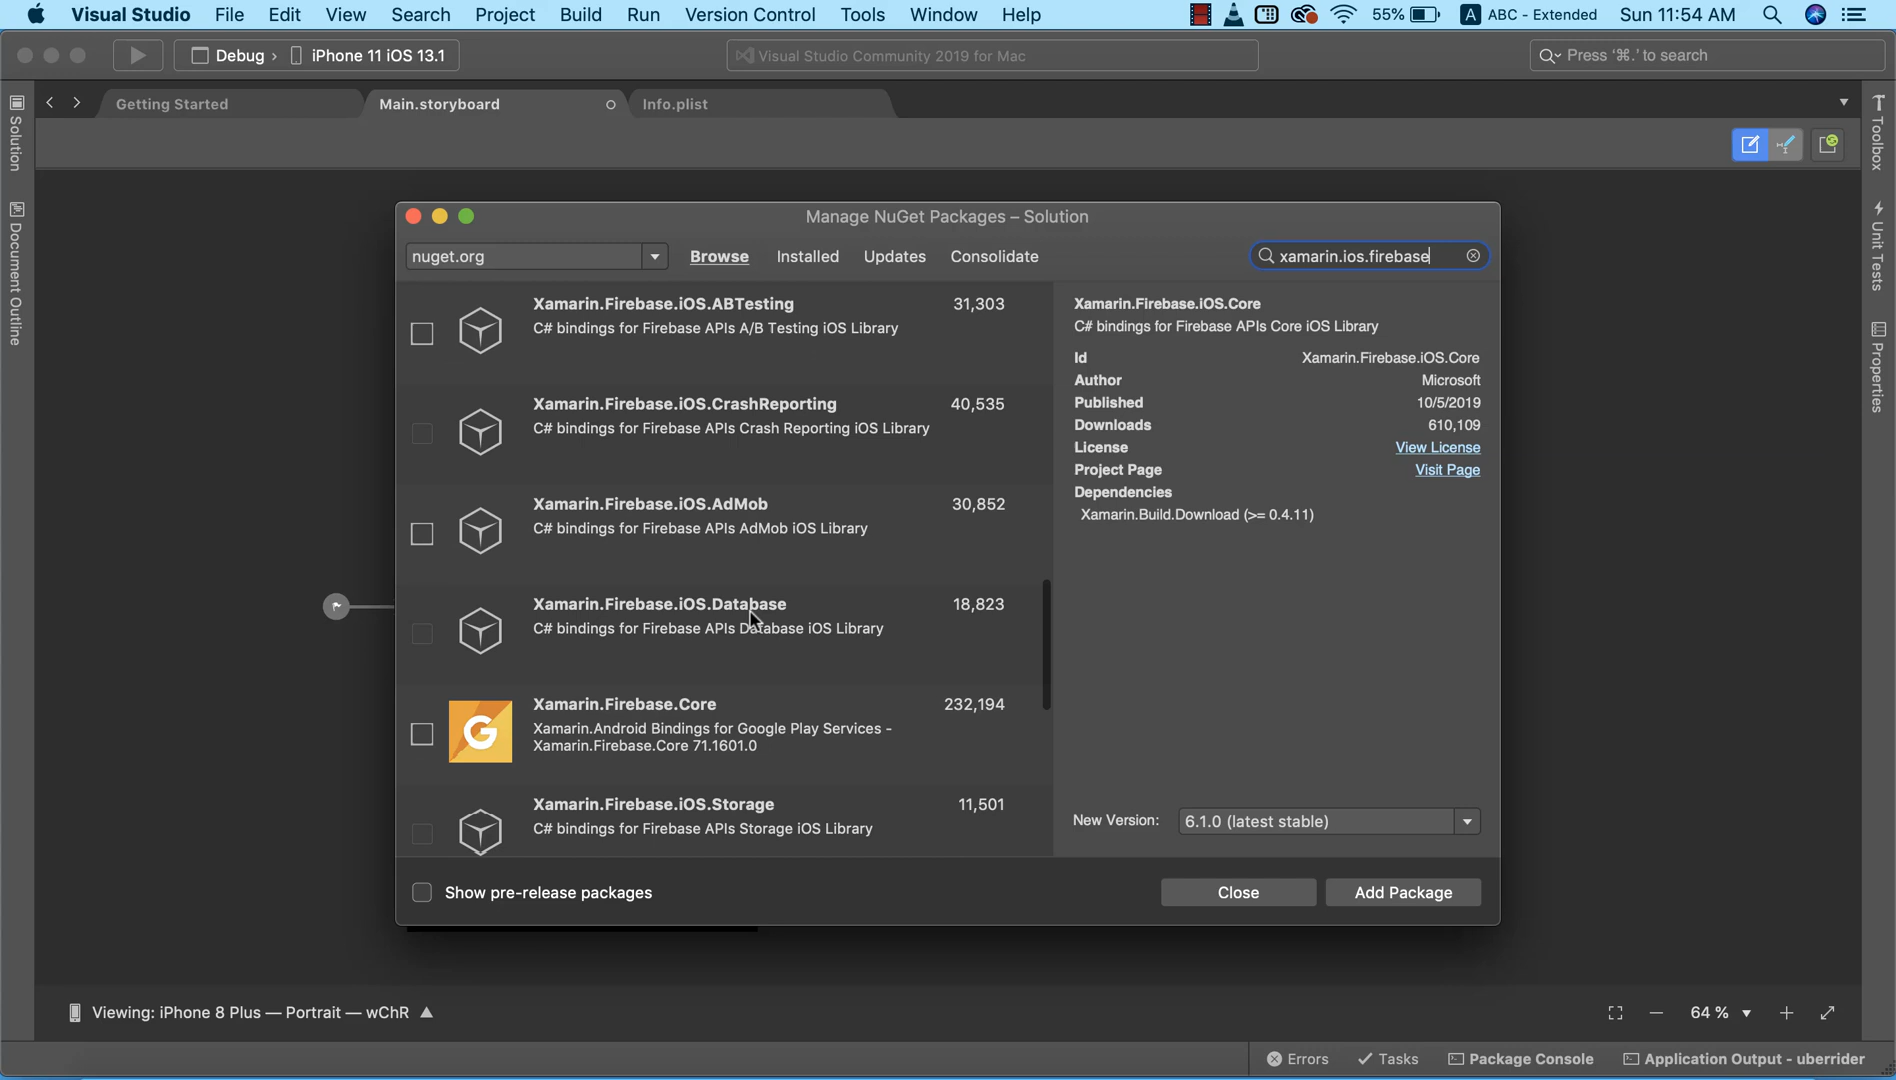 Visual Studio File Edit View Search Project Build Run Version Control Tools Window Help 55% A ABC - Extended Sun 11:54 AM
Debug › iPhone 11 iOS 13.1
Visual Studio Community 2019 for Mac
Press '⌘.' to search
Getting Started
Main.storyboard
Info.plist
Solution
Document Outline
Toolbox
Unit Tests
Properties
Manage NuGet Packages – Solution
nuget.org
Browse Installed Updates Consolidate
xamarin.ios.firebase
Xamarin.Firebase.iOS.ABTesting 31,303
C# bindings for Firebase APIs A/B Testing iOS Library
Xamarin.Firebase.iOS.CrashReporting 40,535
C# bindings for Firebase APIs Crash Reporting iOS Library
Xamarin.Firebase.iOS.AdMob 30,852
C# bindings for Firebase APIs AdMob iOS Library
Xamarin.Firebase.iOS.Database 18,823
C# bindings for Firebase APIs Database iOS Library
G
Xamarin.Firebase.Core 232,194
Xamarin.Android Bindings for Google Play Services -
Xamarin.Firebase.Core 71.1601.0
Xamarin.Firebase.iOS.Storage 11,501
C# bindings for Firebase APIs Storage iOS Library
Xamarin.Firebase.iOS.Core
C# bindings for Firebase APIs Core iOS Library
Id Xamarin.Firebase.iOS.Core
Author Microsoft
Published 10/5/2019
Downloads 610,109
License View License
Project Page Visit Page
Dependencies
Xamarin.Build.Download (>= 0.4.11)
New Version: 6.1.0 (latest stable)
Show pre-release packages
Close
Add Package
Viewing: iPhone 8 Plus — Portrait — wChR
64 %
Errors
Tasks
Package Console
Application Output - uberrider